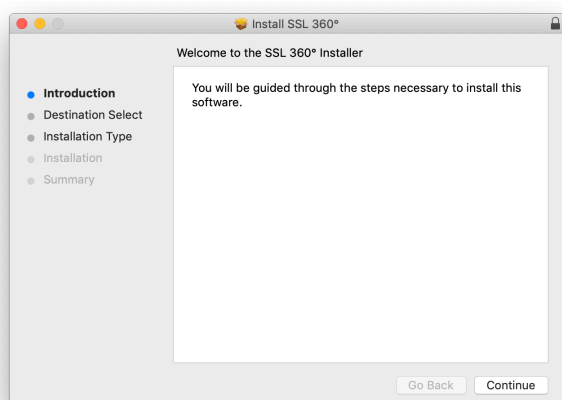 Install SSL 360°
Welcome to the SSL 360° Installer
Introduction
Destination Select
Installation Type
Installation
Summary
You will be guided through the steps necessary to install this
software.
Go Back
Continue